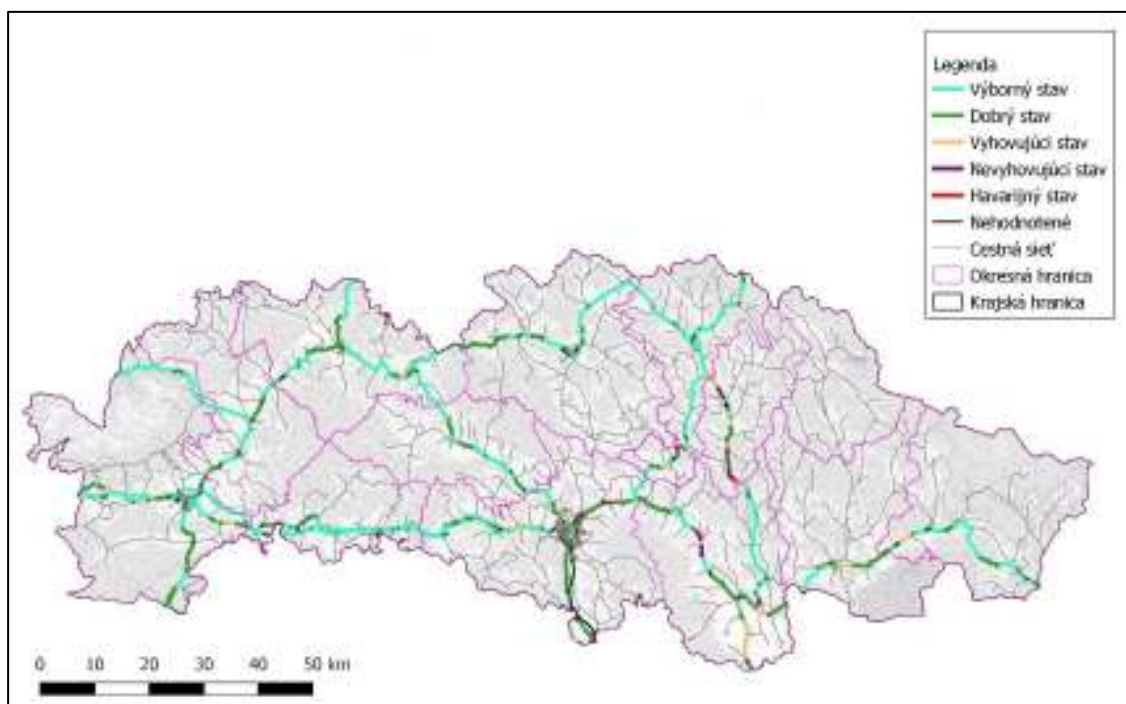 Legenda
Výborný stav
Dobrý stav
Vyhovujúci stav
Nevyhovujúci stav
Havarijný stav
Nehodnotené
Cestná sieť
Okresná hranica
Krajská hranica
0 10 20 30 40 50 km